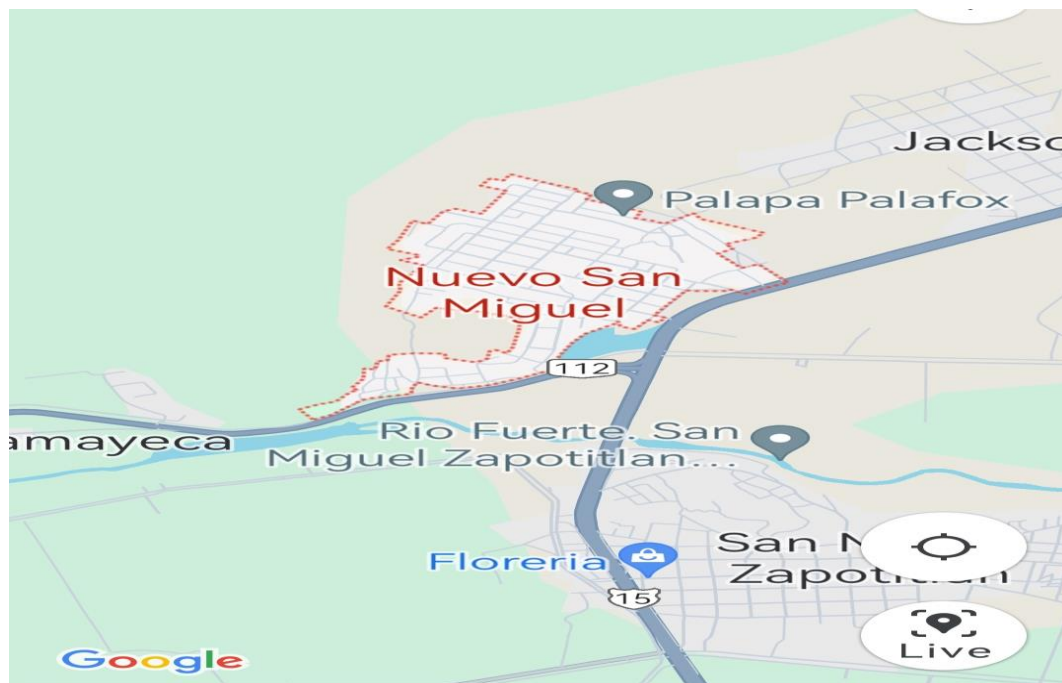 Jackso
Palapa Palafox
Nuevo San
Miguel
112
amayeca
Rio Fuerte. San
Miguel Zapotitlan...
San
Zapotitlan
Floreria
15
Live
Google